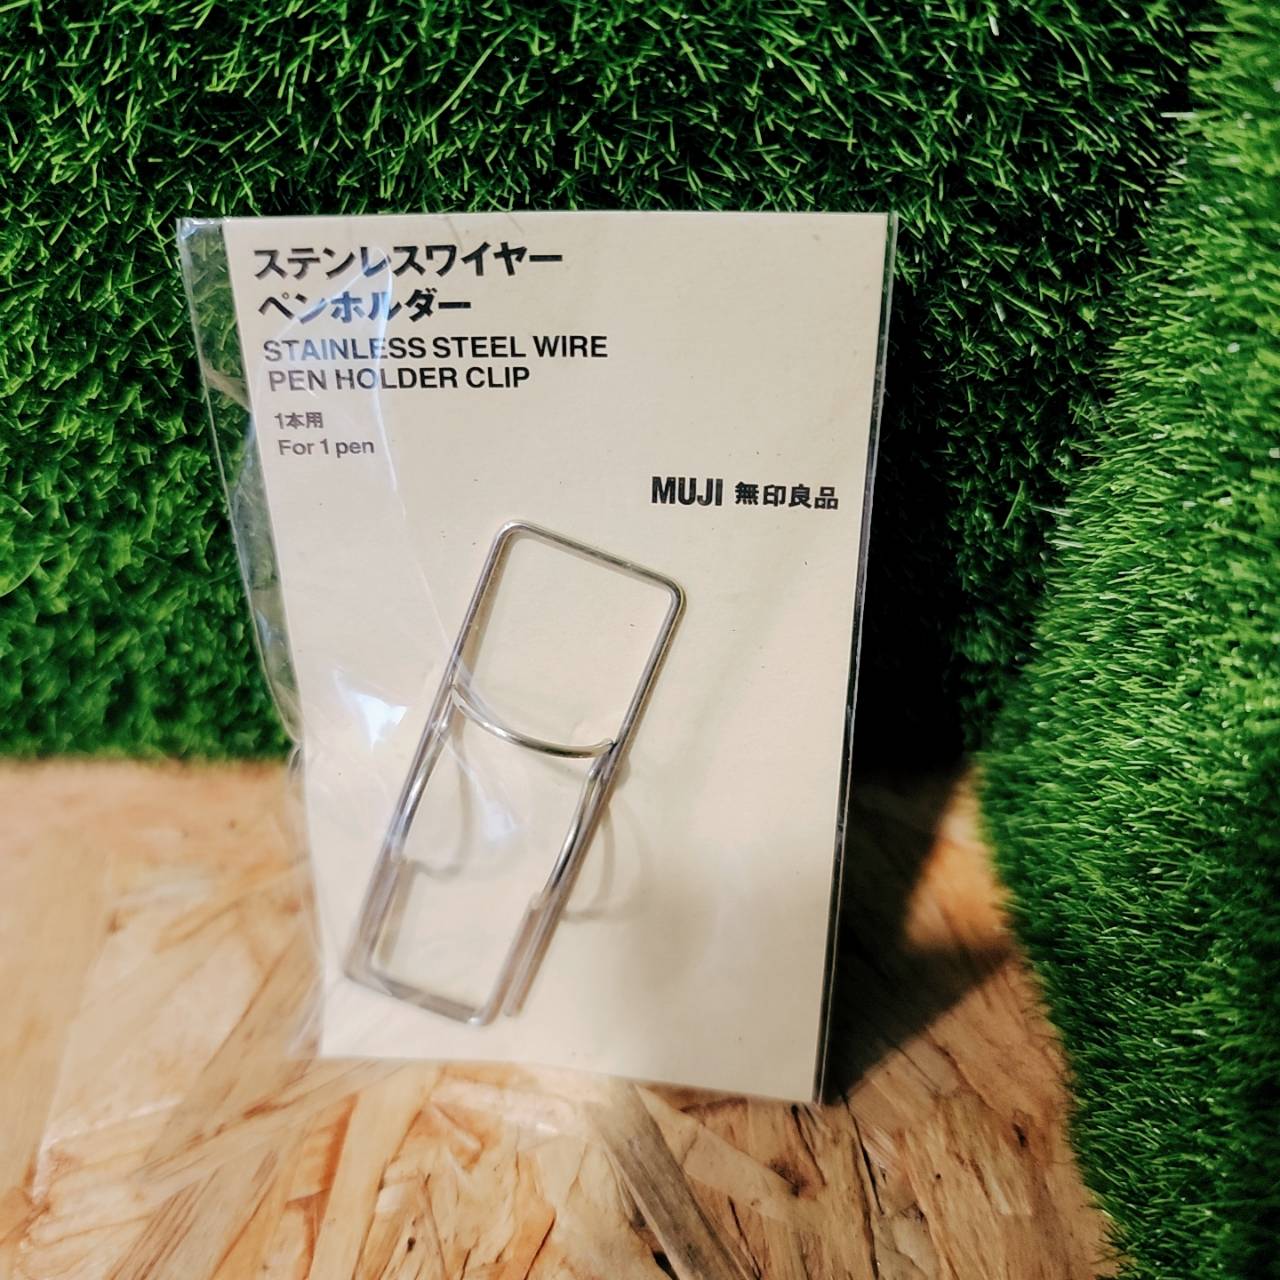 ステンレスワイヤー
ペンホルダー
STAINLESS STEEL WIRE
PEN HOLDER CLIP
1本用
For 1 pen
MUJI 無印良品